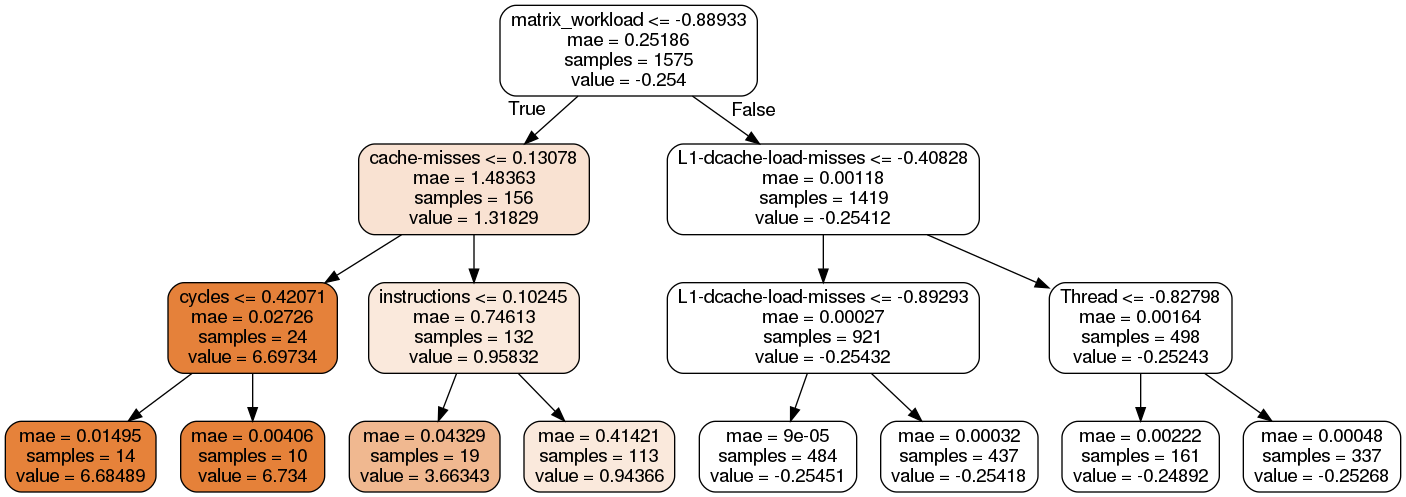 matrix_workload <= -0.88933
mae = 0.25186
samples = 1575
value = -0.254
True
False
cache-misses <= 0.13078
mae = 1.48363
samples = 156
value = 1.31829
L1-dcache-load-misses <= -0.40828
mae = 0.00118
samples = 1419
value = -0.25412
cycles <= 0.42071
mae = 0.02726
samples = 24
value = 6.69734
instructions <= 0.10245
mae = 0.74613
samples = 132
value = 0.95832
L1-dcache-load-misses <= -0.89293
mae = 0.00027
samples = 921
value = -0.25432
Thread <= -0.82798
mae = 0.00164
samples = 498
value = -0.25243
mae = 0.01495
samples = 14
value = 6.68489
mae = 0.00406
samples = 10
value = 6.734
mae = 0.04329
samples = 19
value = 3.66343
mae = 0.41421
samples = 113
value = 0.94366
mae = 9e-05
samples = 484
value = -0.25451
mae = 0.00032
samples = 437
value = -0.25418
mae = 0.00222
samples = 161
value = -0.24892
mae = 0.00048
samples = 337
value = -0.25268